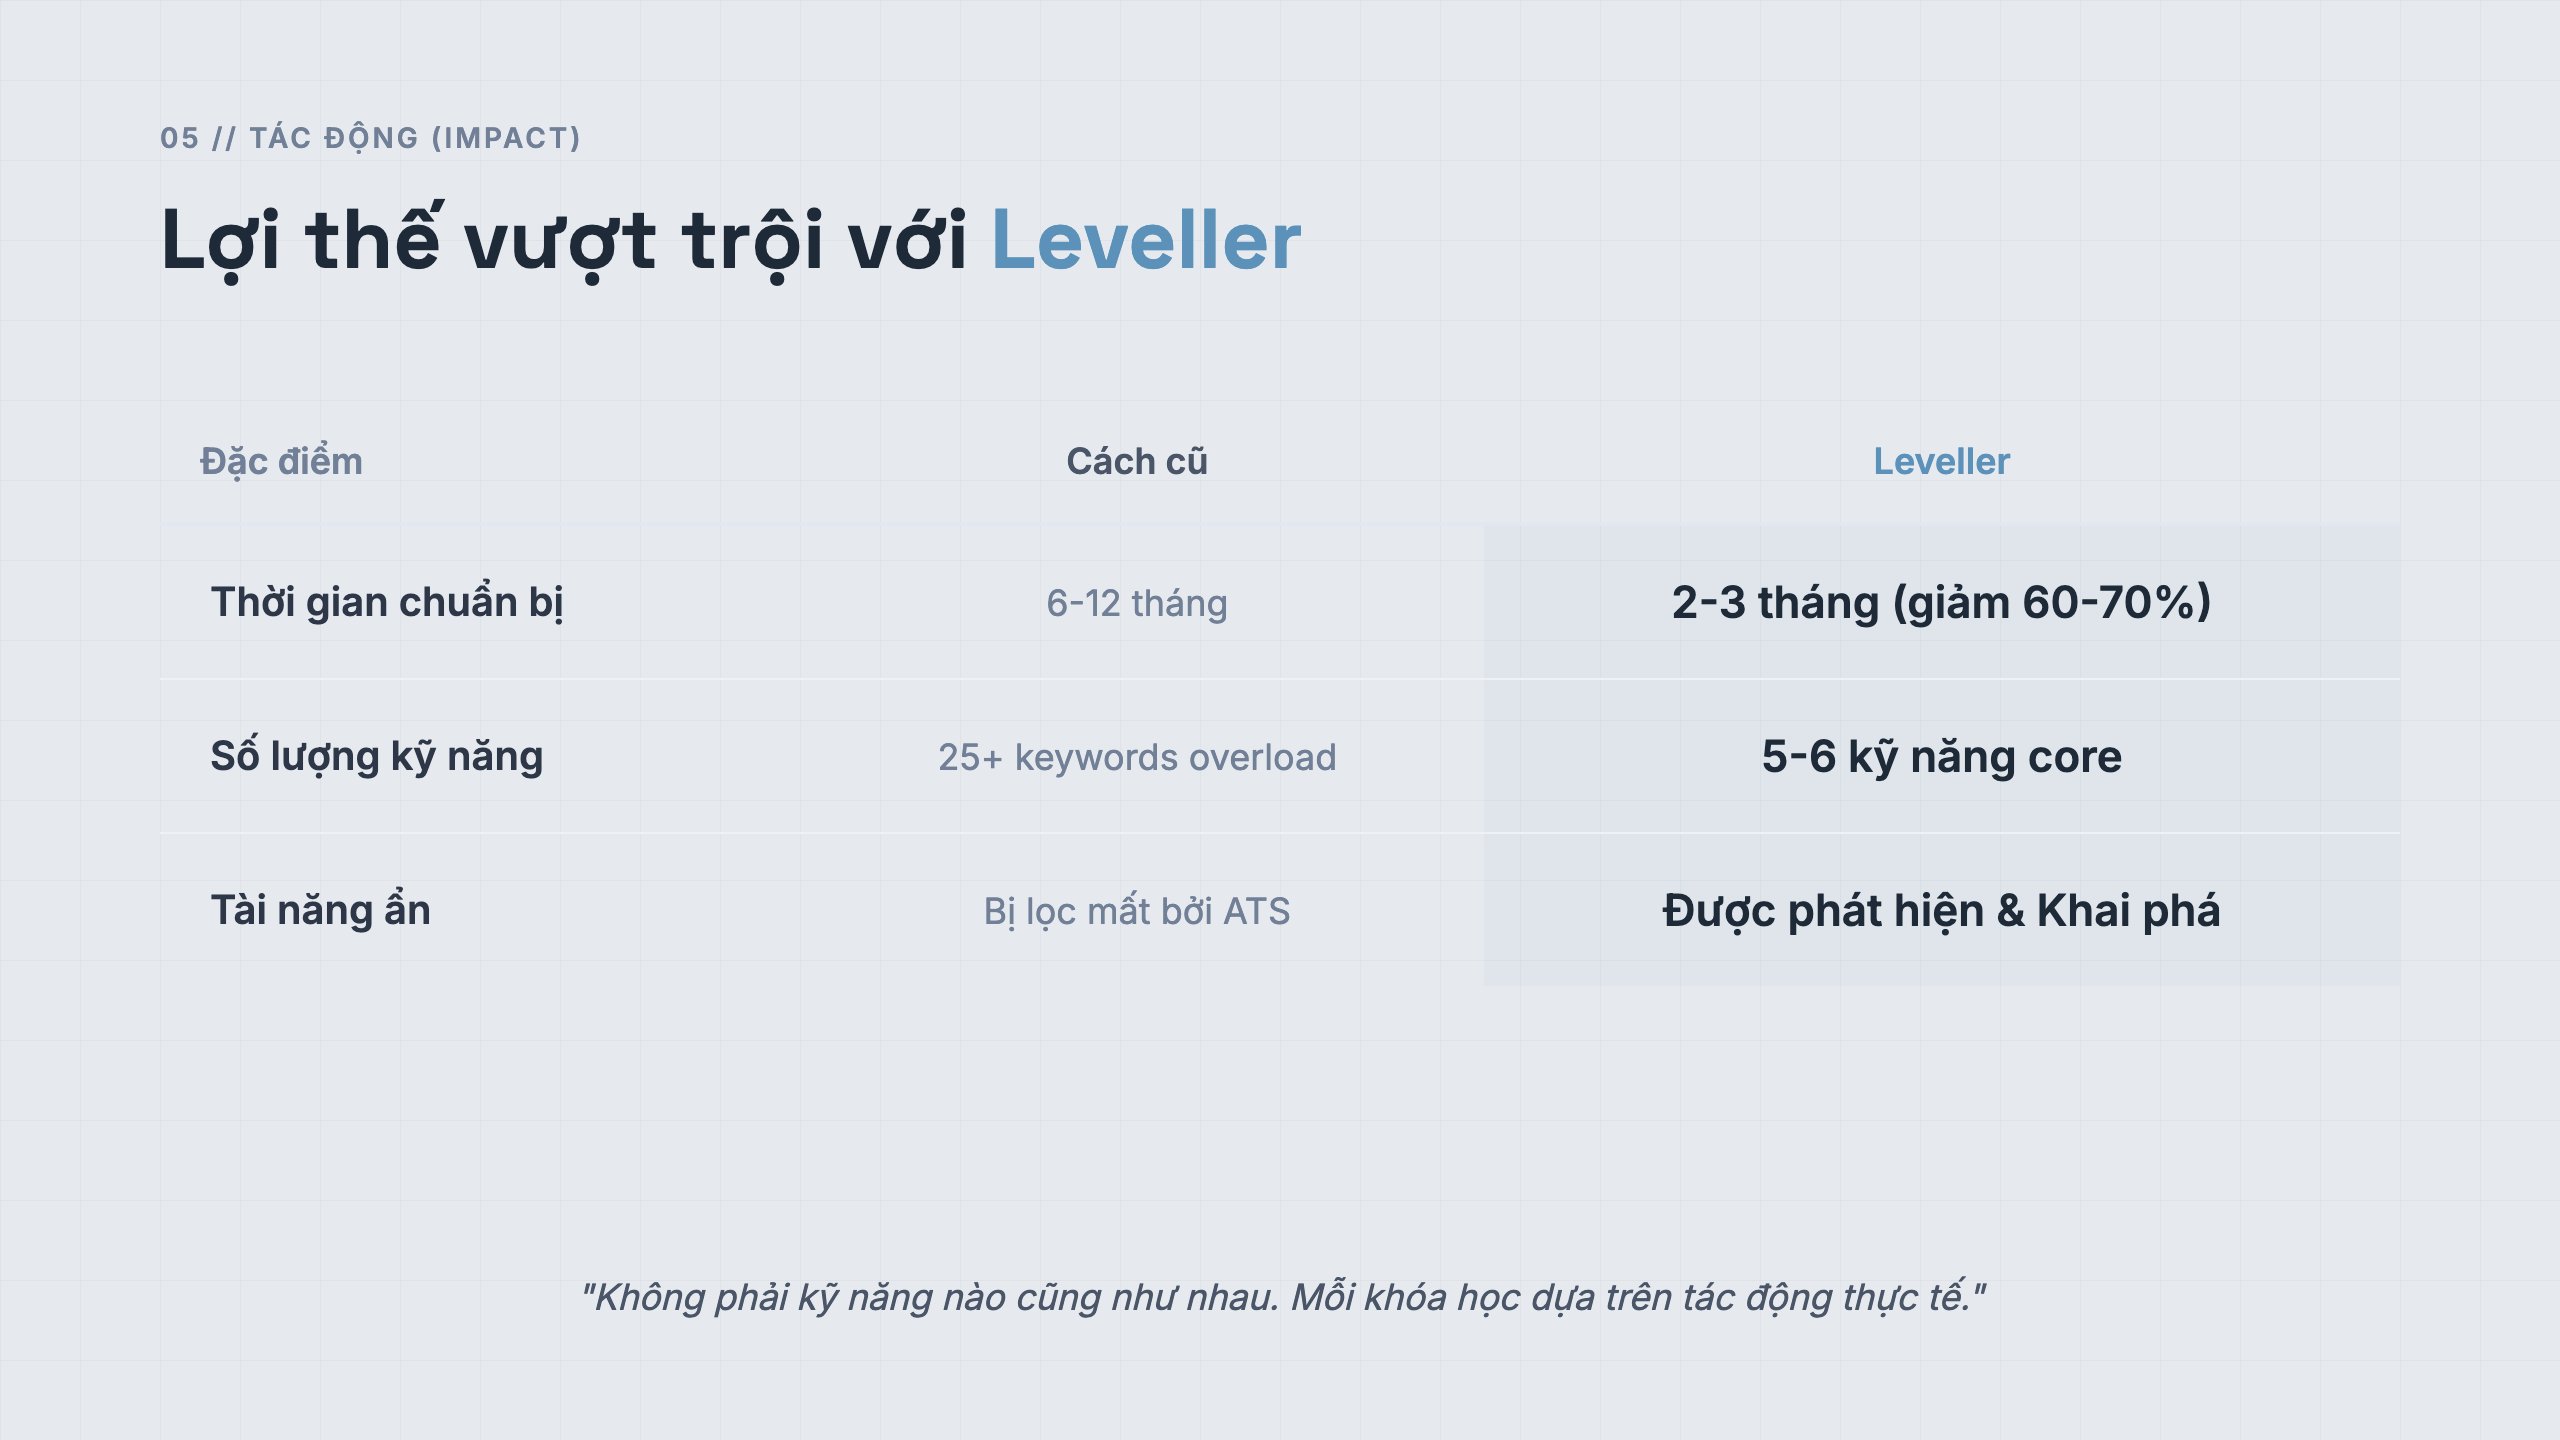 05 // TÁC ĐỘNG (IMPACT)
Lợi thế vượt trội với Leveller
Đặc điểm Cách cũ Leveller
Thời gian chuẩn bị 6-12 tháng 2-3 tháng (giảm 60-70%)
Số lượng kỹ năng 25+ keywords overload 5-6 kỹ năng core
Tài năng ẩn Bị lọc mất bởi ATS Được phát hiện & Khai phá
"Không phải kỹ năng nào cũng như nhau. Mỗi khóa học dựa trên tác động thực tế."